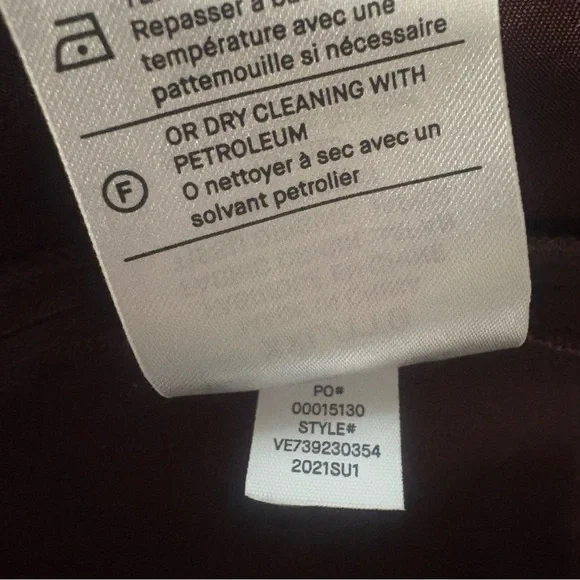 Repasser à
température avec une
pattemouille si nécessaire
OR DRY CLEANING WITH
PETROLEUM
F
O nettoyer à sec avec un
solvant petrolier
PO#
00015130
STYLE#
VE739230354
2021SU1